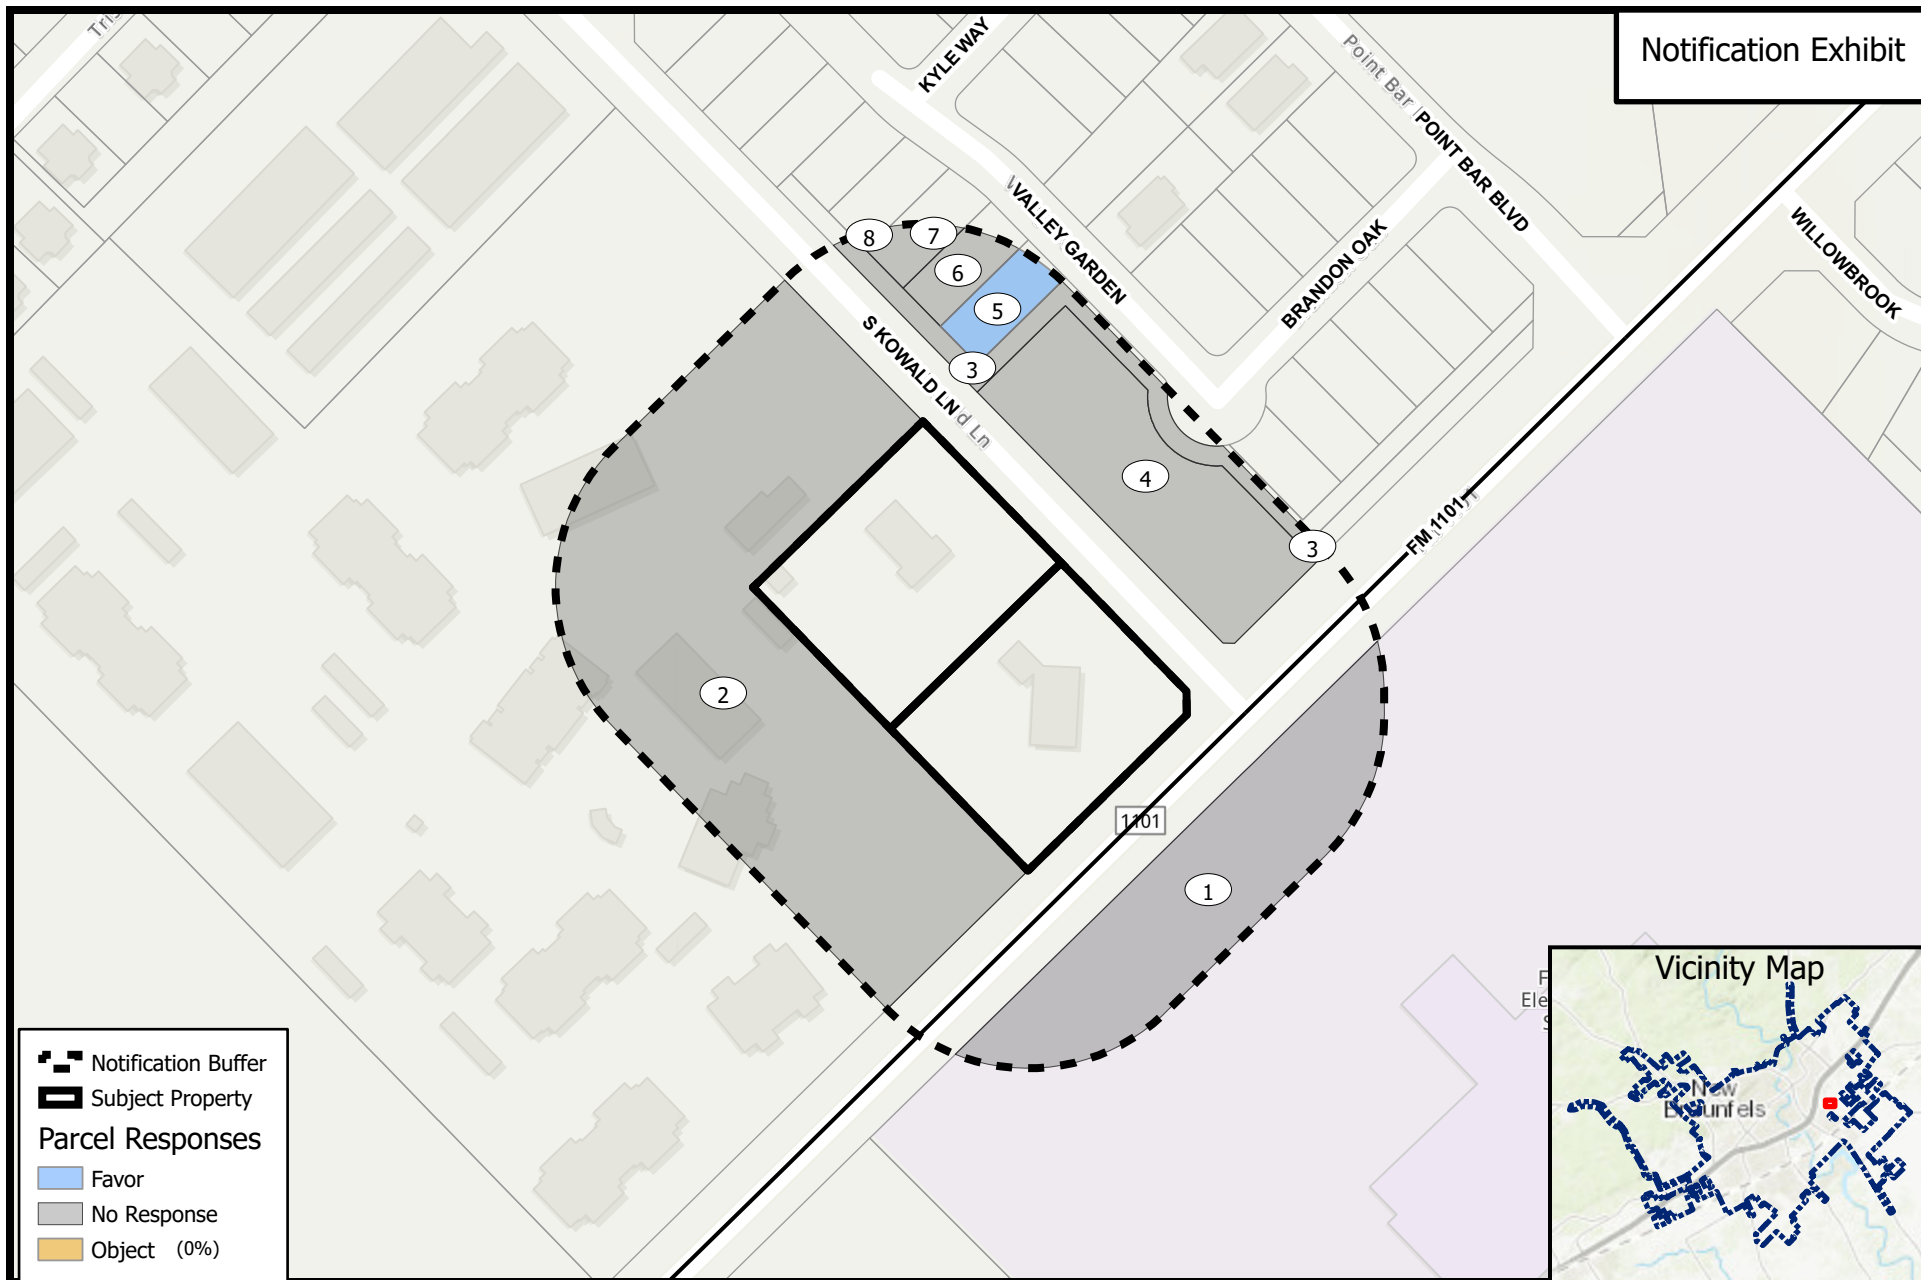 Notification Exhibit
KYLE WAY
Point Bar
POINT BAR BLVD
VALLEY GARDEN
BRANDON OAK
WILLOWBROOK
8
7
6
5
3
S KOWALD LN
d Ln
4
3
FM 1101
2
1101
1
Vicinity Map
New
Braunfels
Notification Buffer
Subject Property
Parcel Responses
Favor
No Response
Object (0%)